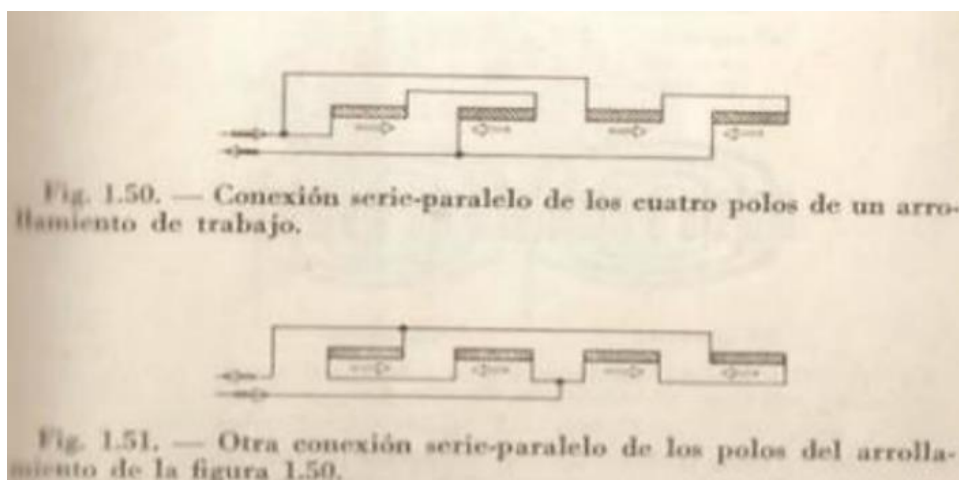 Fig. 1.50. — Conexión serie-paralelo de los cuatro polos de un arro-
llamiento de trabajo.
Fig. 1.51. — Otra conexión serie-paralelo de los polos del arrolla-
miento de la figura 1.50.